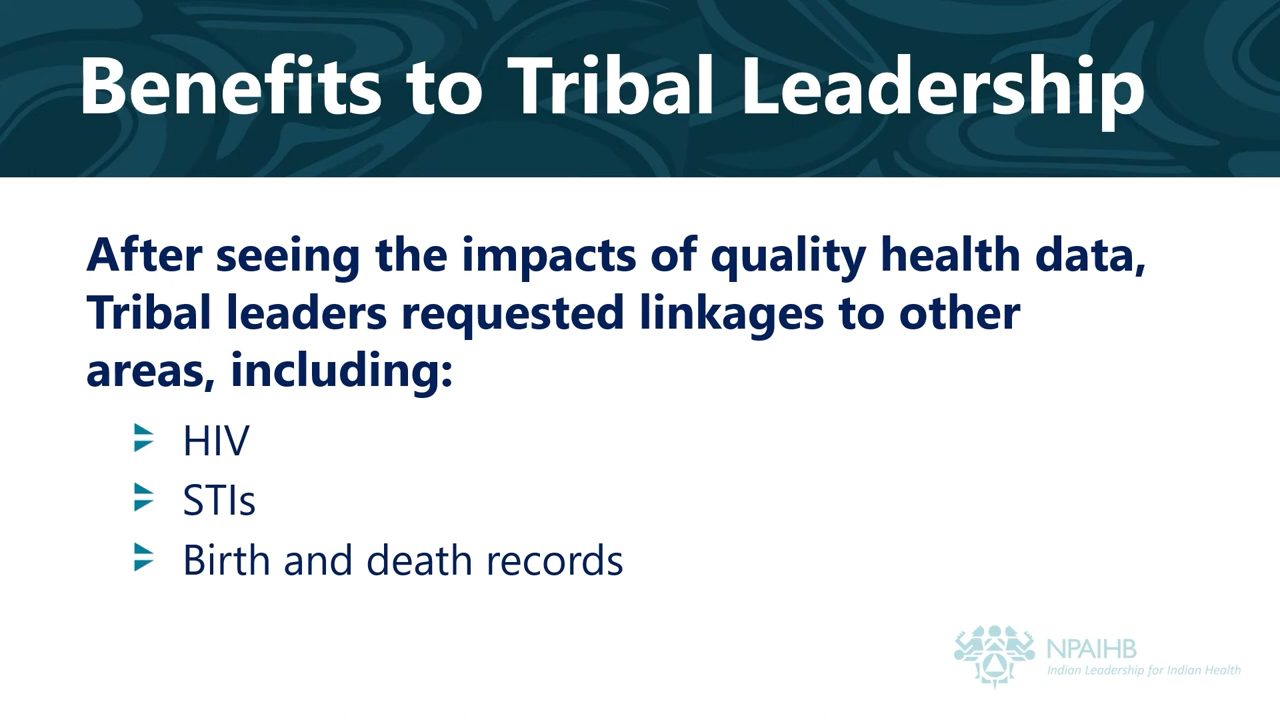 Benefits to Tribal Leadership
After seeing the impacts of quality health data,
Tribal leaders requested linkages to other
areas, including:
HIV
STIs
Birth and death records
NPAIHB
Indian Leadership for Indian Health